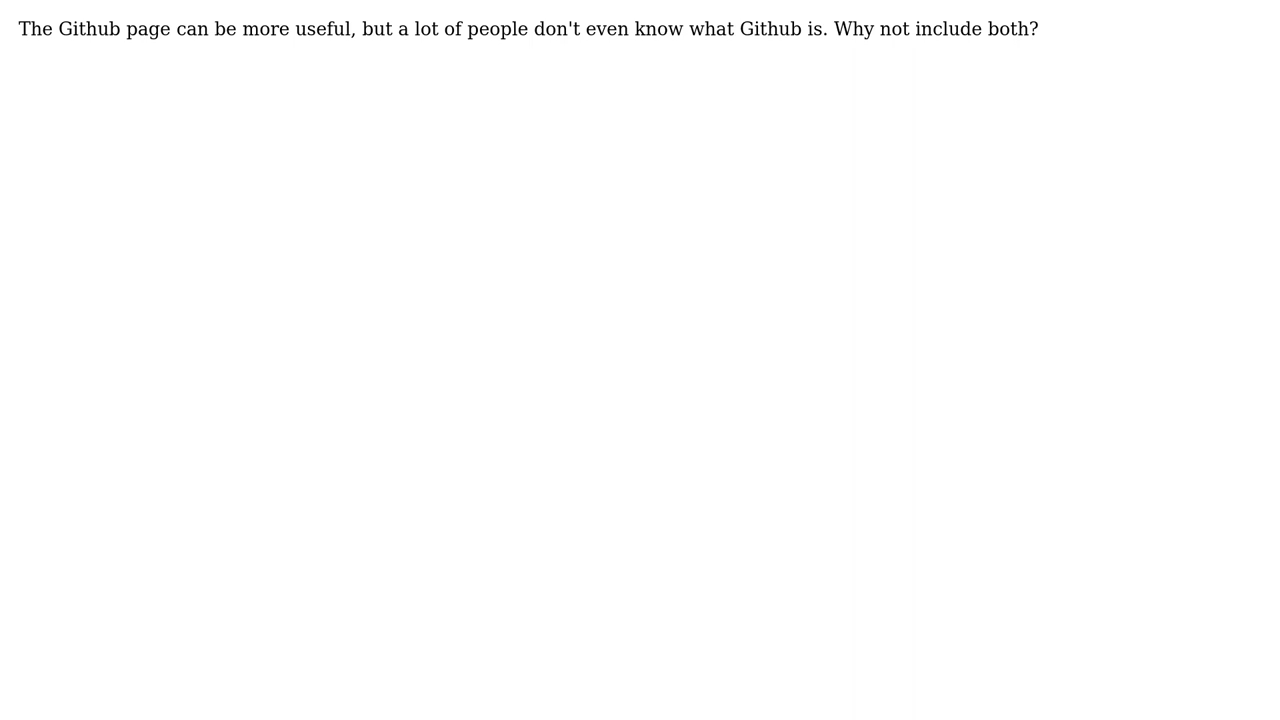 The Github page can be more useful, but a lot of people don't even know what Github is. Why not include both?